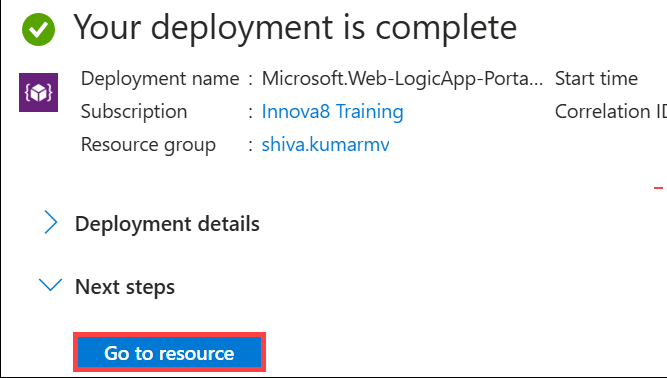 Your deployment is complete
Deployment name : Microsoft.Web-LogicApp-Porta... Start time
Subscription : Innova8 Training Correlation ID
Resource group : shiva.kumarmv
Deployment details
Next steps
Go to resource